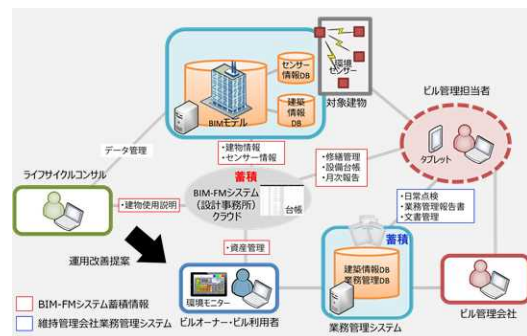 センサー
情報DB
建築
情報
DB
BIMモデル
環境
センサー
対象建物
ビル管理担当者
タブレット
データ管理
・建物情報
・センサー情報
・修繕管理
・設備台帳
・月次報告
ライフサイクルコンサル
蓄積
BIM-FMシステム
(設計事務所)
クラウド
台帳
・建物使用説明
・日常点検
・業務管理報告書
・文書管理
蓄積
運用改善提案
・資産管理
環境モニター
ビルオーナー・ビル利用者
建築情報DB
業務管理DB
業務管理システム
ビル管理会社
BIM-FMシステム蓄積情報
維持管理会社業務管理システム